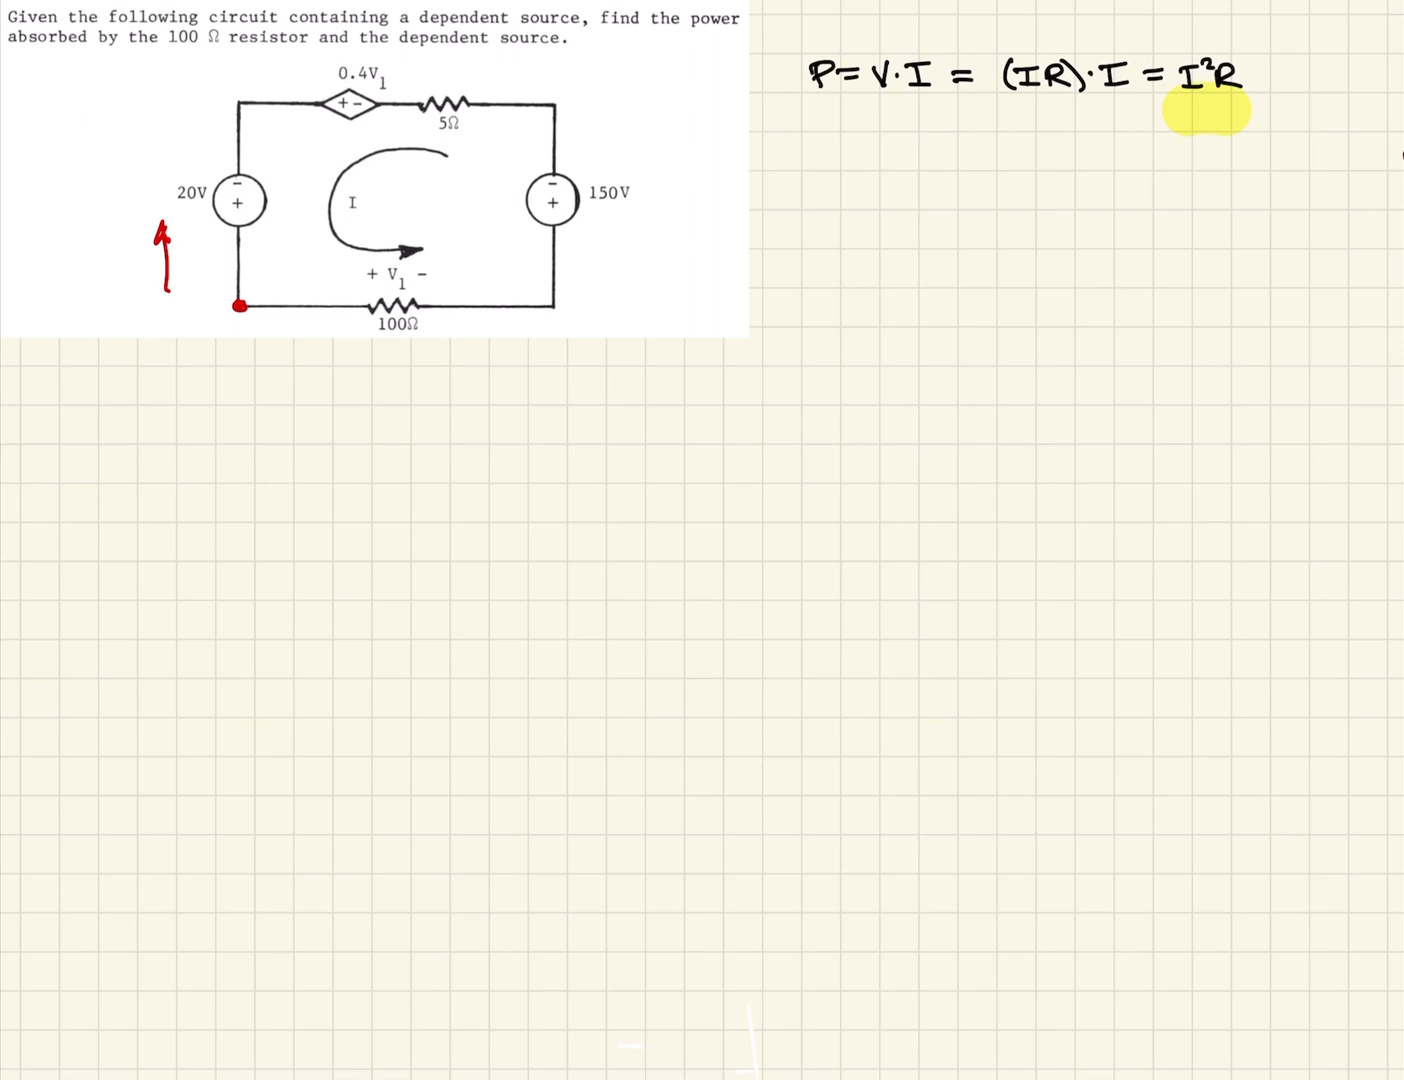 Given the following circuit containing a dependent source, find the power
absorbed by the 100 Ω resistor and the dependent source.
P = V·I = (IR)·I = I²R
0.4V₁
+ -
5Ω
20V
-
+
I
-
+
150V
+ V₁ -
100Ω